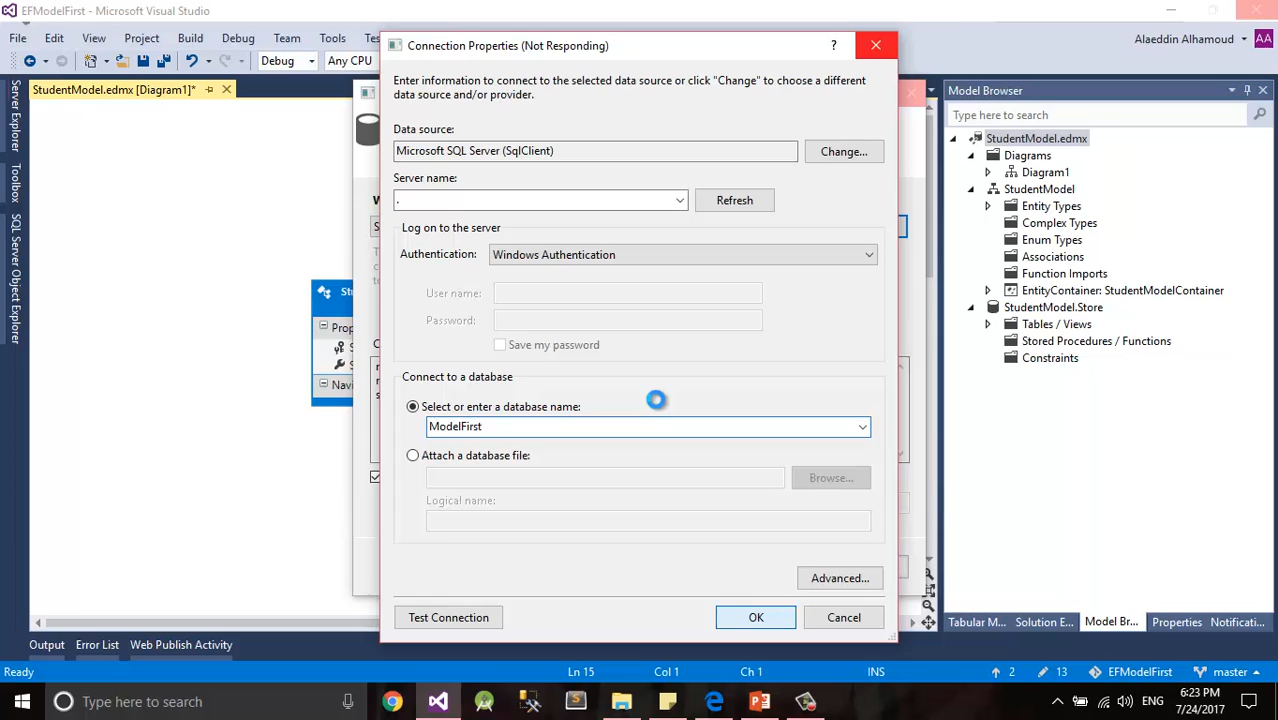 EFModelFirst - Microsoft Visual Studio
File
Project
Build
Debug
Team
Tools
Alaeddin Alhamoud
AA
Debug
Any CPU
StudentModel.edmx [Diagram1]*
Server Explorer
Toolbox
SQL Server Object Explorer
Connection Properties (Not Responding)
?
Enter information to connect to the selected data source or click "Change" to choose a different
data source and/or provider.
Data source:
Microsoft SQL Server (SqlClient)
Change...
Server name:
.
Refresh
Log on to the server
Authentication:
Windows Authentication
User name:
Password:
Save my password
Connect to a database
Select or enter a database name:
ModelFirst
Attach a database file:
Browse...
Logical name:
Advanced...
Test Connection
OK
Cancel
Model Browser
Type here to search
StudentModel.edmx
Diagrams
Diagram1
StudentModel
Entity Types
Complex Types
Enum Types
Associations
Function Imports
EntityContainer: StudentModelContainer
StudentModel.Store
Tables / Views
Stored Procedures / Functions
Constraints
Tabular M...
Solution E...
Model Br...
Properties
Notificati...
Output
Error List
Web Publish Activity
Ready
Ln 15
Col 1
Ch 1
INS
2
13
EFModelFirst
master
Type here to search
ENG
6:23 PM
7/24/2017